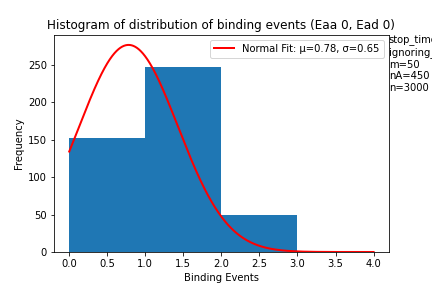 Histogram of distribution of binding events (Eaa 0, Ead 0)
Normal Fit: μ=0.78, σ=0.65
m=50
nA=450
n=3000
250
200
150
100
50
0
Frequency
0.0 0.5 1.0 1.5 2.0 2.5 3.0 3.5 4.0
Binding Events